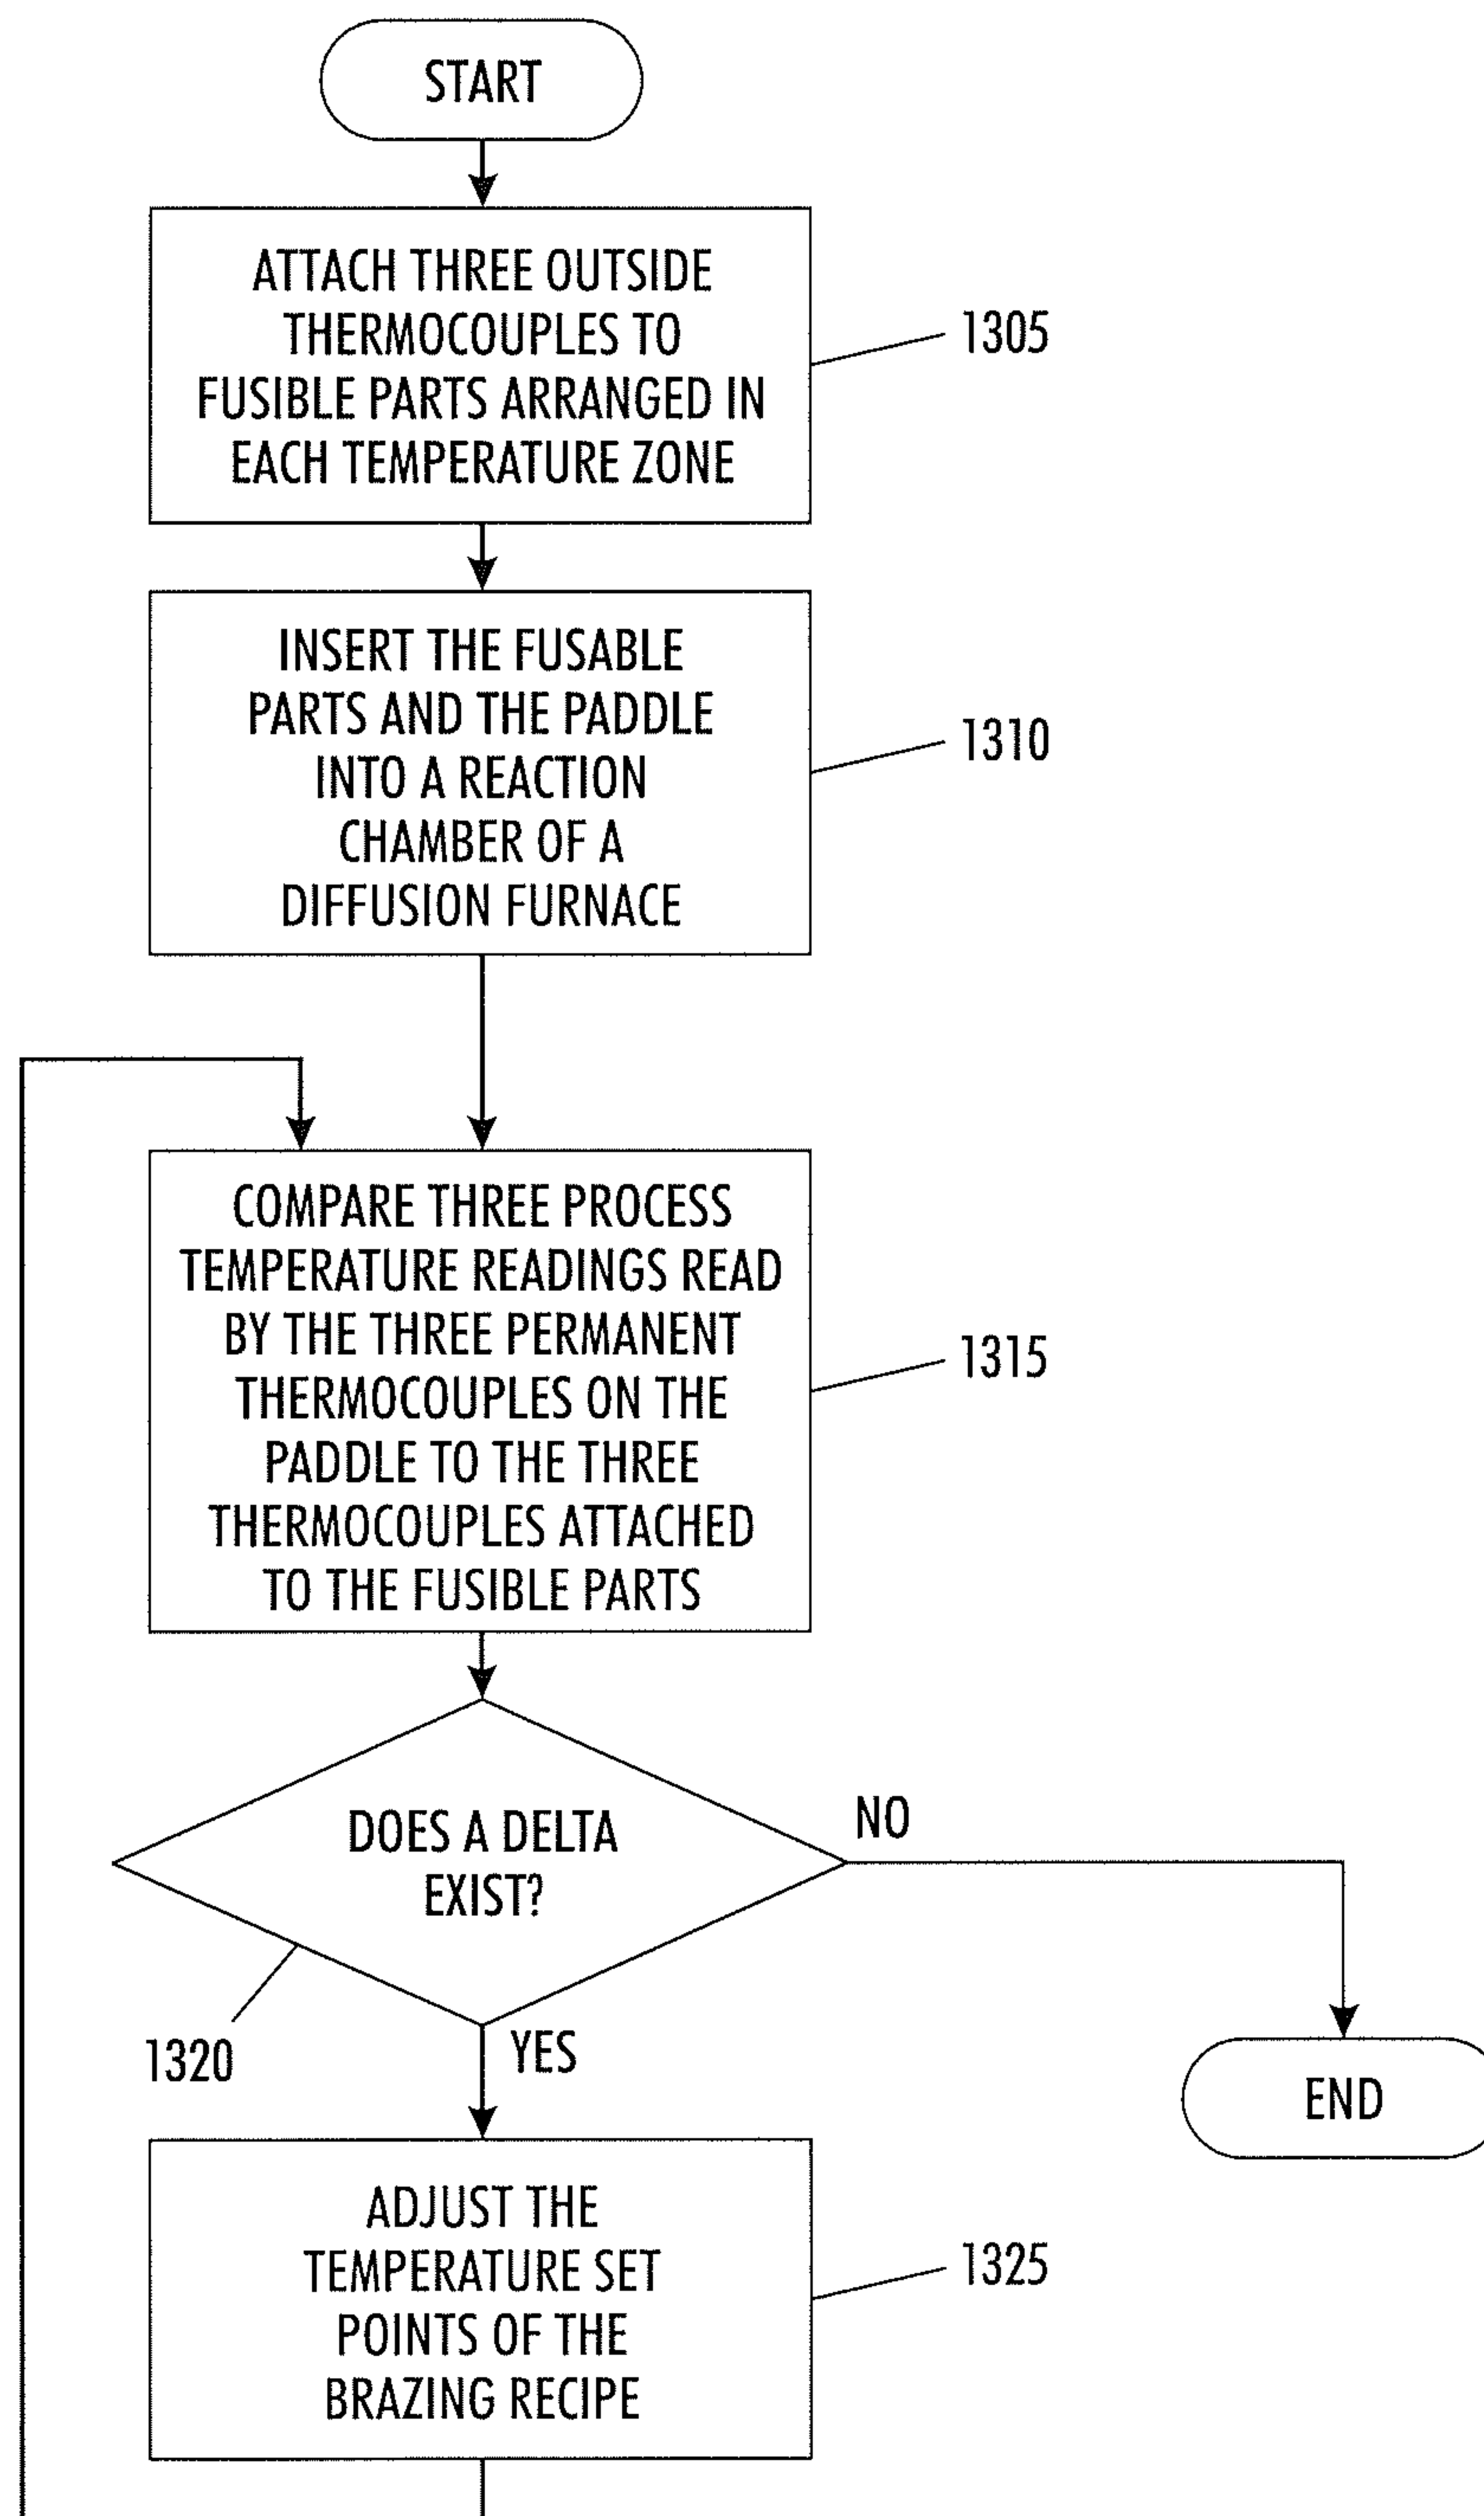 START
ATTACH THREE OUTSIDE
THERMOCOUPLES TO
FUSIBLE PARTS ARRANGED IN
EACH TEMPERATURE ZONE
1305
INSERT THE FUSABLE
PARTS AND THE PADDLE
INTO A REACTION
CHAMBER OF A
DIFFUSION FURNACE
1310
COMPARE THREE PROCESS
TEMPERATURE READINGS READ
BY THE THREE PERMANENT
THERMOCOUPLES ON THE
PADDLE TO THE THREE
THERMOCOUPLES ATTACHED
TO THE FUSIBLE PARTS
1315
DOES A DELTA
EXIST?
NO
1320
YES
END
ADJUST THE
TEMPERATURE SET
POINTS OF THE
BRAZING RECIPE
1325